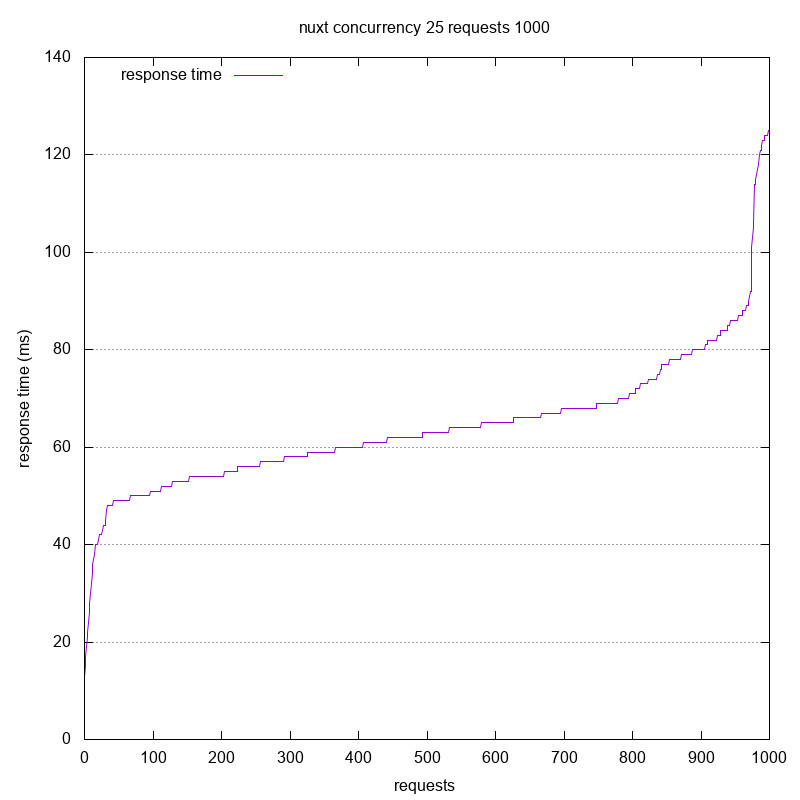 nuxt concurrency 25 requests 1000
140
response time
120
100
80
60
40
20
0
response time (ms)
0 100 200 300 400 500 600 700 800 900 1000
requests